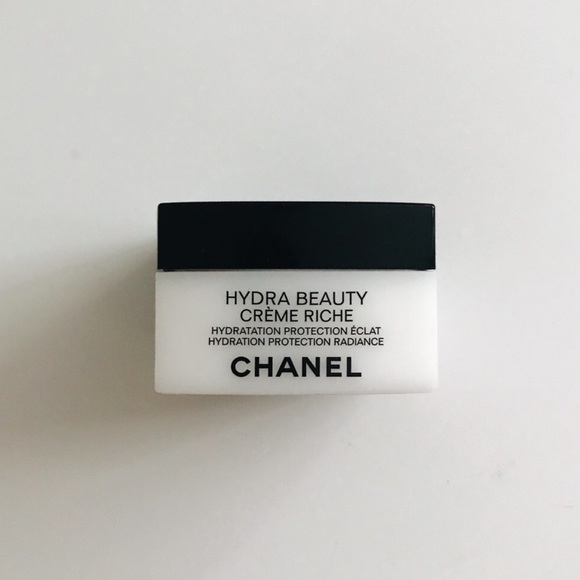 HYDRA BEAUTY
CRÈME RICHE
HYDRATATION PROTECTION ÉCLAT
HYDRATION PROTECTION RADIANCE
CHANEL